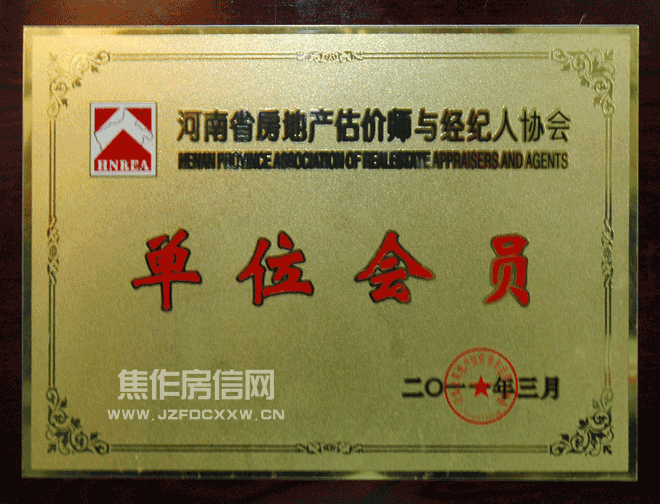 河南省房地产估价师与经纪人协会
HENAN PROVINCE ASSOCIATION OF REALESTATE APPRAISERS AND AGENTS
HNREA
单位会员
二〇一一年三月
焦作房信网
WWW.JZFDCXXW.CN